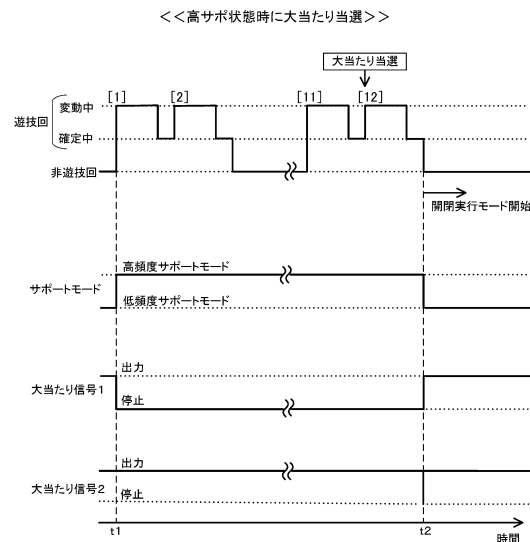 <<高サポ状態時に大当たり当選>>
大当たり当選
[1] [2] [11] [12]
遊技回
変動中
確定中
非遊技回
開閉実行モード開始
サポートモード
高頻度サポートモード
低頻度サポートモード
大当たり信号1
出力
停止
大当たり信号2
出力
停止
t1 t2
時間